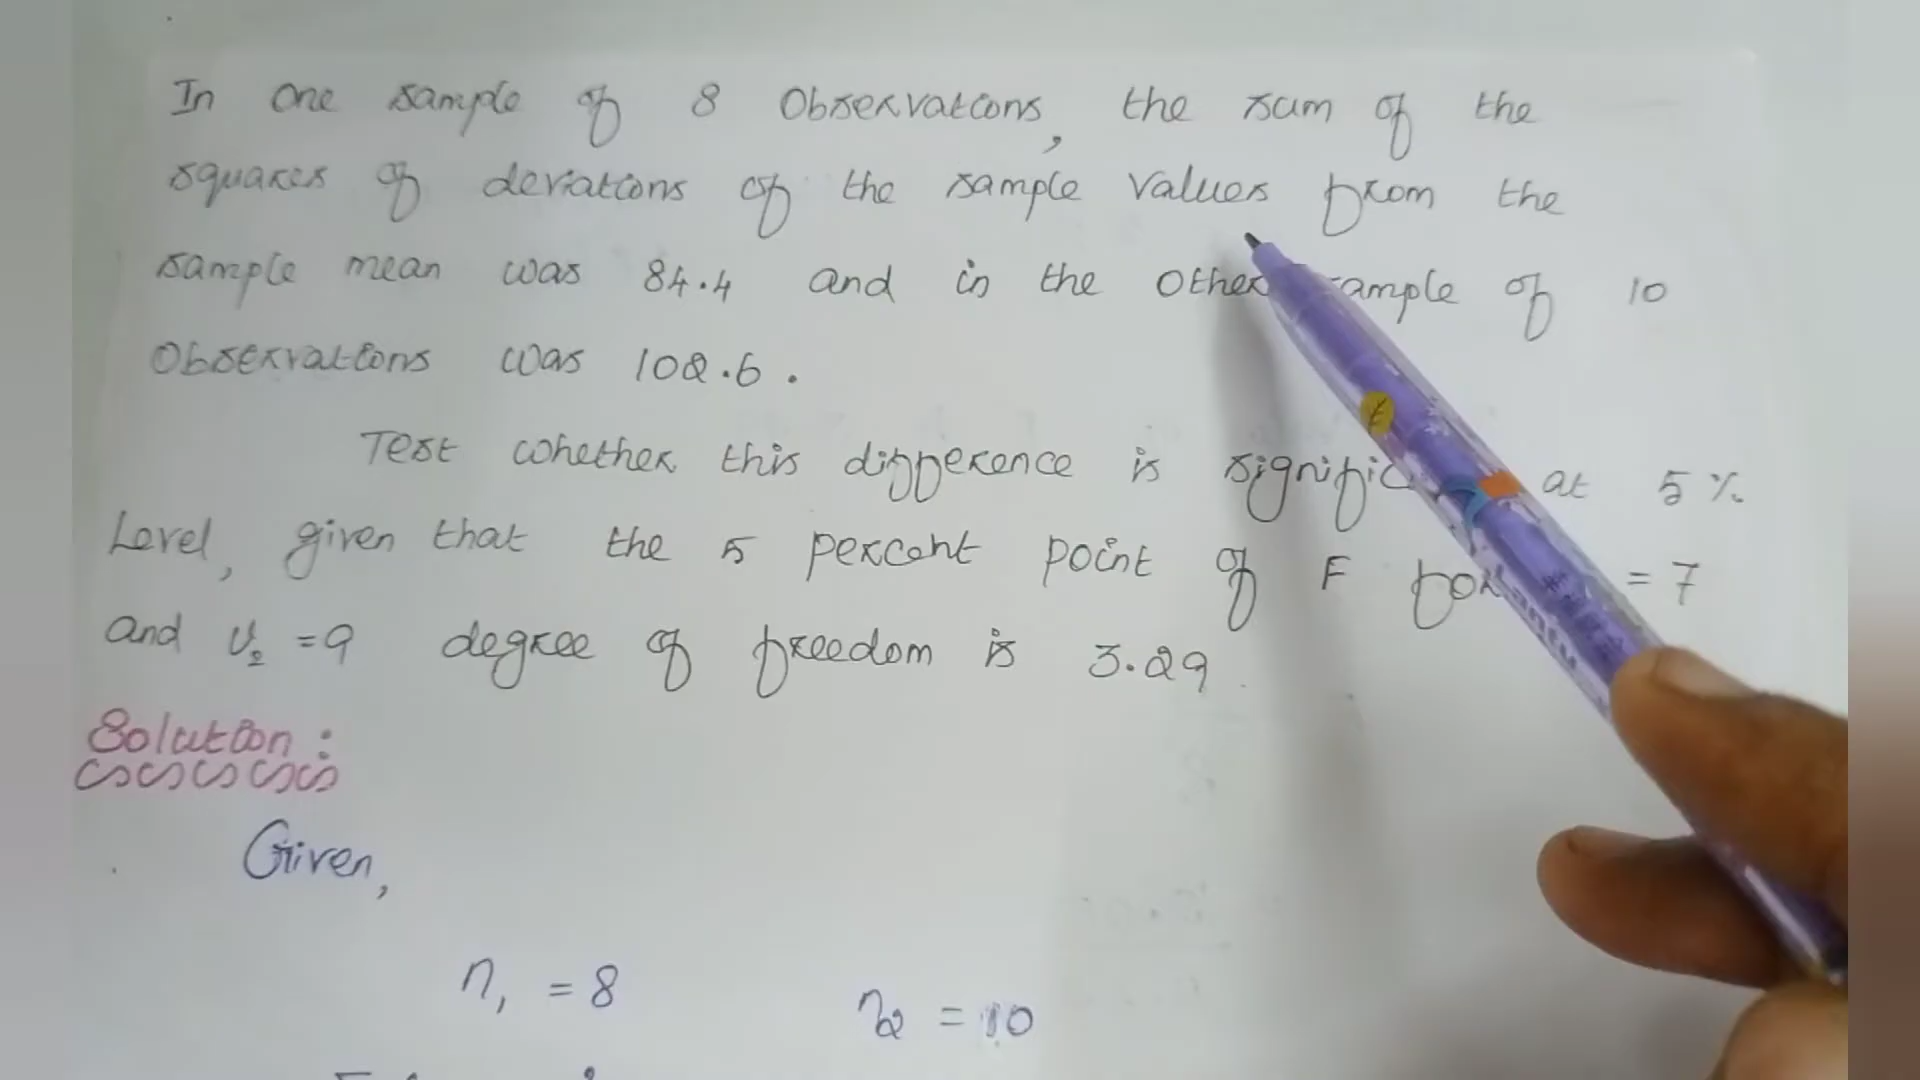 In one sample of 8 Observations, the sum of the
squares of deviations of the sample values from the
sample mean was 84.4 and in the other sample of 10
Observations was 102.6.
Test whether this difference is at 5%
Level, given that the 5 percent point of F for = 7
and ν₂ = 9 degree of freedom is 3.29
Solution:
Given,
n₁ = 8 n₂ = 10